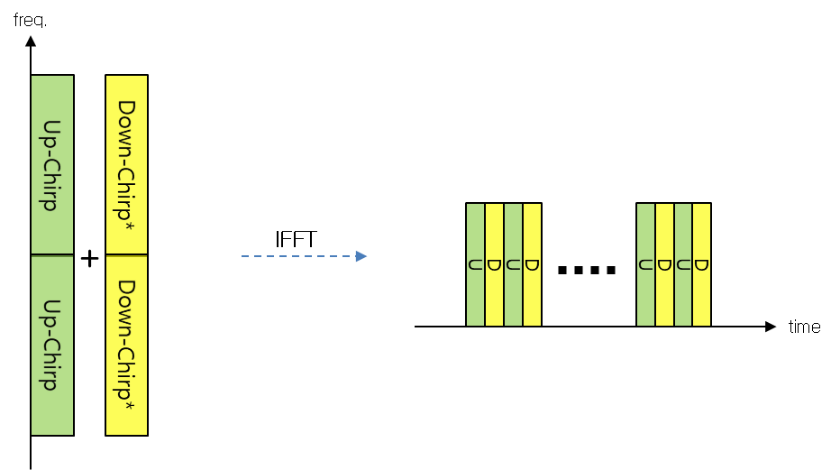 freq.
Up-Chirp
Down-Chirp*
+
Up-Chirp
Down-Chirp*
IFFT
U D U D
U D U D
time